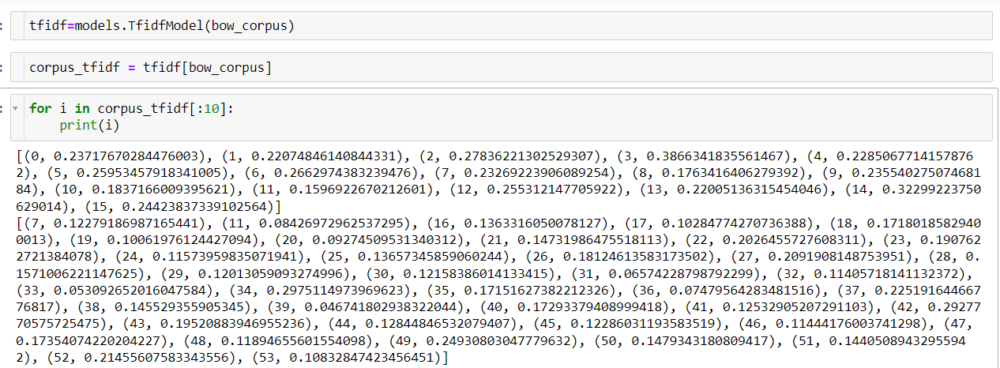 : tfidf=models.TfidfModel(bow_corpus)
: corpus_tfidf = tfidf[bow_corpus]
: for i in corpus_tfidf[:10]:
print(i)
[(0, 0.23717670284476003), (1, 0.22074846140844331), (2, 0.27836221302529307), (3, 0.3866341835561467), (4, 0.2285067714157876
2), (5, 0.25953457918341005), (6, 0.2662974383239476), (7, 0.23269223906089254), (8, 0.1763416406279392), (9, 0.235540275074681
84), (10, 0.1837166009395621), (11, 0.1596922670212601), (12, 0.255312147705922), (13, 0.22005136315454046), (14, 0.32299223750
629014), (15, 0.24423837339102564)]
[(7, 0.12279186987165441), (11, 0.08426972962537295), (16, 0.1363316050078127), (17, 0.10284774270736388), (18, 0.1718018582940
0013), (19, 0.10061976124427094), (20, 0.09274509531340312), (21, 0.14731986475518113), (22, 0.2026455727608311), (23, 0.190762
2721384078), (24, 0.11573959835071941), (25, 0.13657345859060244), (26, 0.18124613583173502), (27, 0.2091908148753951), (28, 0.
1571006221147625), (29, 0.12013059093274996), (30, 0.12158386014133415), (31, 0.06574228798792299), (32, 0.11405718141132372),
(33, 0.053092652016047584), (34, 0.2975114973969623), (35, 0.17151627382212326), (36, 0.07479564283481516), (37, 0.225191644667
76817), (38, 0.145529355905345), (39, 0.046741802938322044), (40, 0.17293379408999418), (41, 0.12532905207291103), (42, 0.29277
70575725475), (43, 0.19520883946955236), (44, 0.12844846532079407), (45, 0.12286031193583519), (46, 0.11444176003741298), (47,
0.17354074220204227), (48, 0.11894655601554098), (49, 0.24930803047779632), (50, 0.1479343180809417), (51, 0.1440508943295594
2), (52, 0.21455607583343556), (53, 0.10832847423456451)]